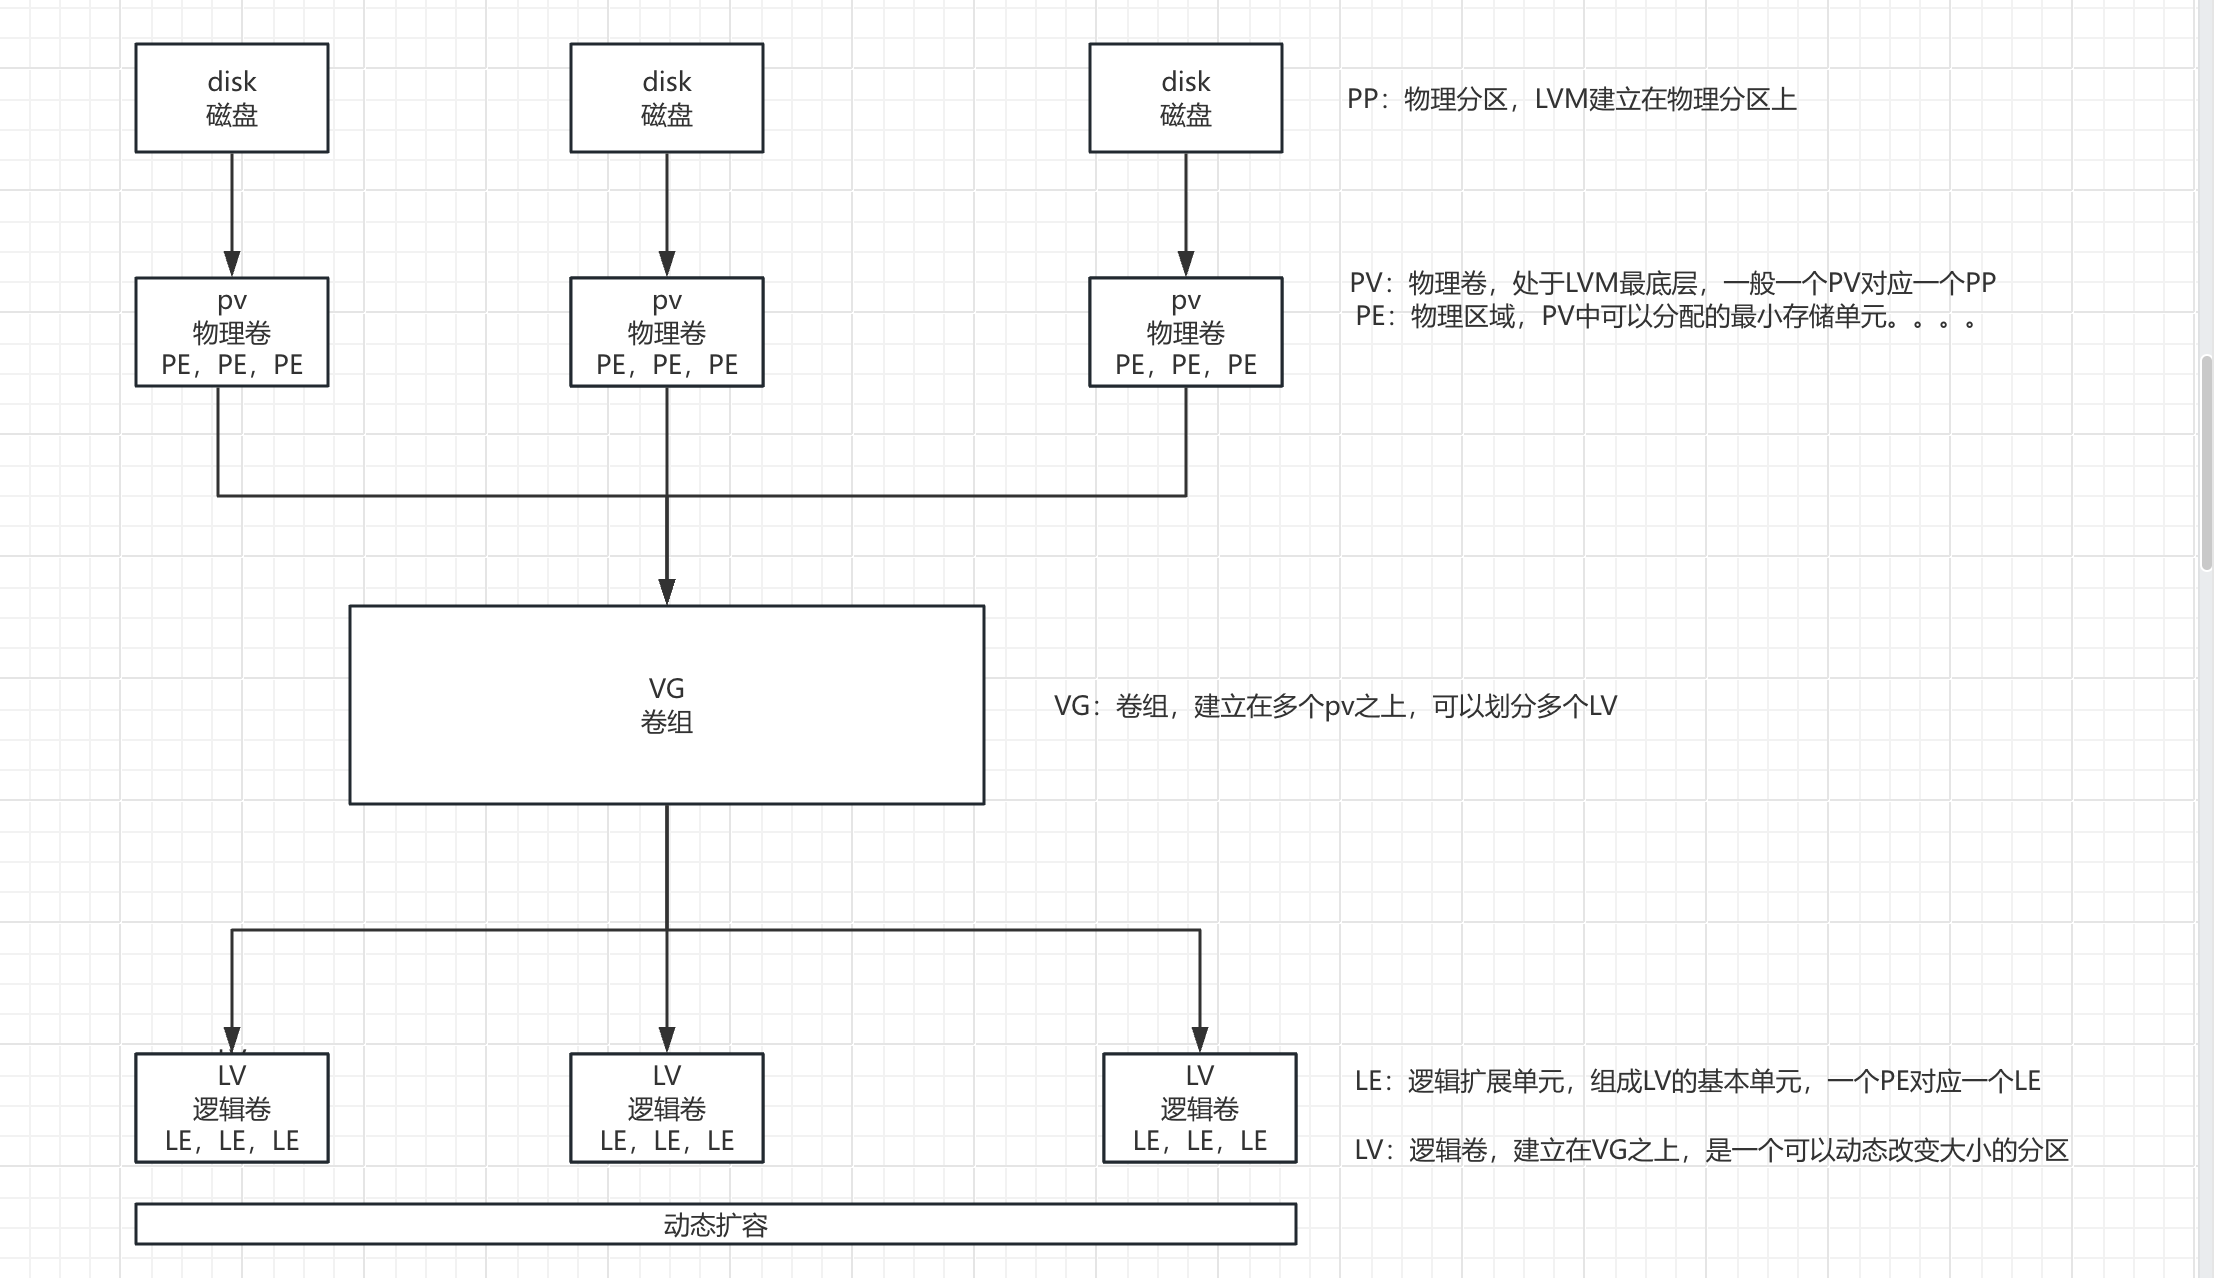 disk
磁盘
disk
磁盘
disk
磁盘
PP：物理分区，LVM建立在物理分区上
pv
物理卷
PE，PE，PE
pv
物理卷
PE，PE，PE
pv
物理卷
PE，PE，PE
PV：物理卷，处于LVM最底层，一般一个PV对应一个PP
PE：物理区域，PV中可以分配的最小存储单元。。。。
VG
卷组
VG：卷组，建立在多个pv之上，可以划分多个LV
LV
逻辑卷
LE，LE，LE
LV
逻辑卷
LE，LE，LE
LV
逻辑卷
LE，LE，LE
LE：逻辑扩展单元，组成LV的基本单元，一个PE对应一个LE
LV：逻辑卷，建立在VG之上，是一个可以动态改变大小的分区
动态扩容